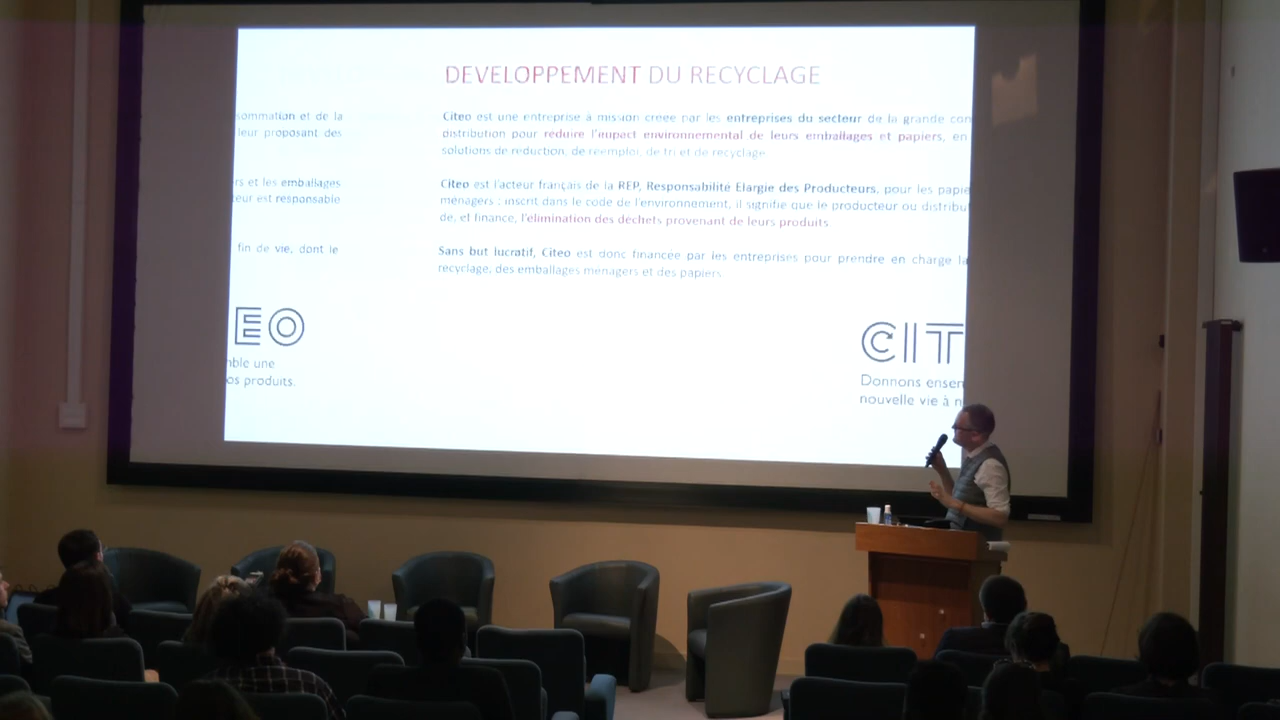 DEVELOPPEMENT DU RECYCLAGE
sommation et de la
leur proposant des
rs et les emballages
teur est responsable
fin de vie, dont le
EO
mble une
os produits.
Citeo est une entreprise à mission créée par les entreprises du secteur de la grande con
distribution pour réduire l'impact environnemental de leurs emballages et papiers, en
solutions de réduction, de réemploi, de tri et de recyclage
Citeo est l'acteur français de la REP, Responsabilité Elargie des Producteurs, pour les papie
ménagers : inscrit dans le code de l'environnement, il signifie que le producteur ou distribut
de, et finance, l'élimination des déchets provenant de leurs produits
Sans but lucratif, Citeo est donc financée par les entreprises pour prendre en charge la
recyclage, des emballages ménagers et des papiers.
CIT
Donnons ensem
nouvelle vie à n